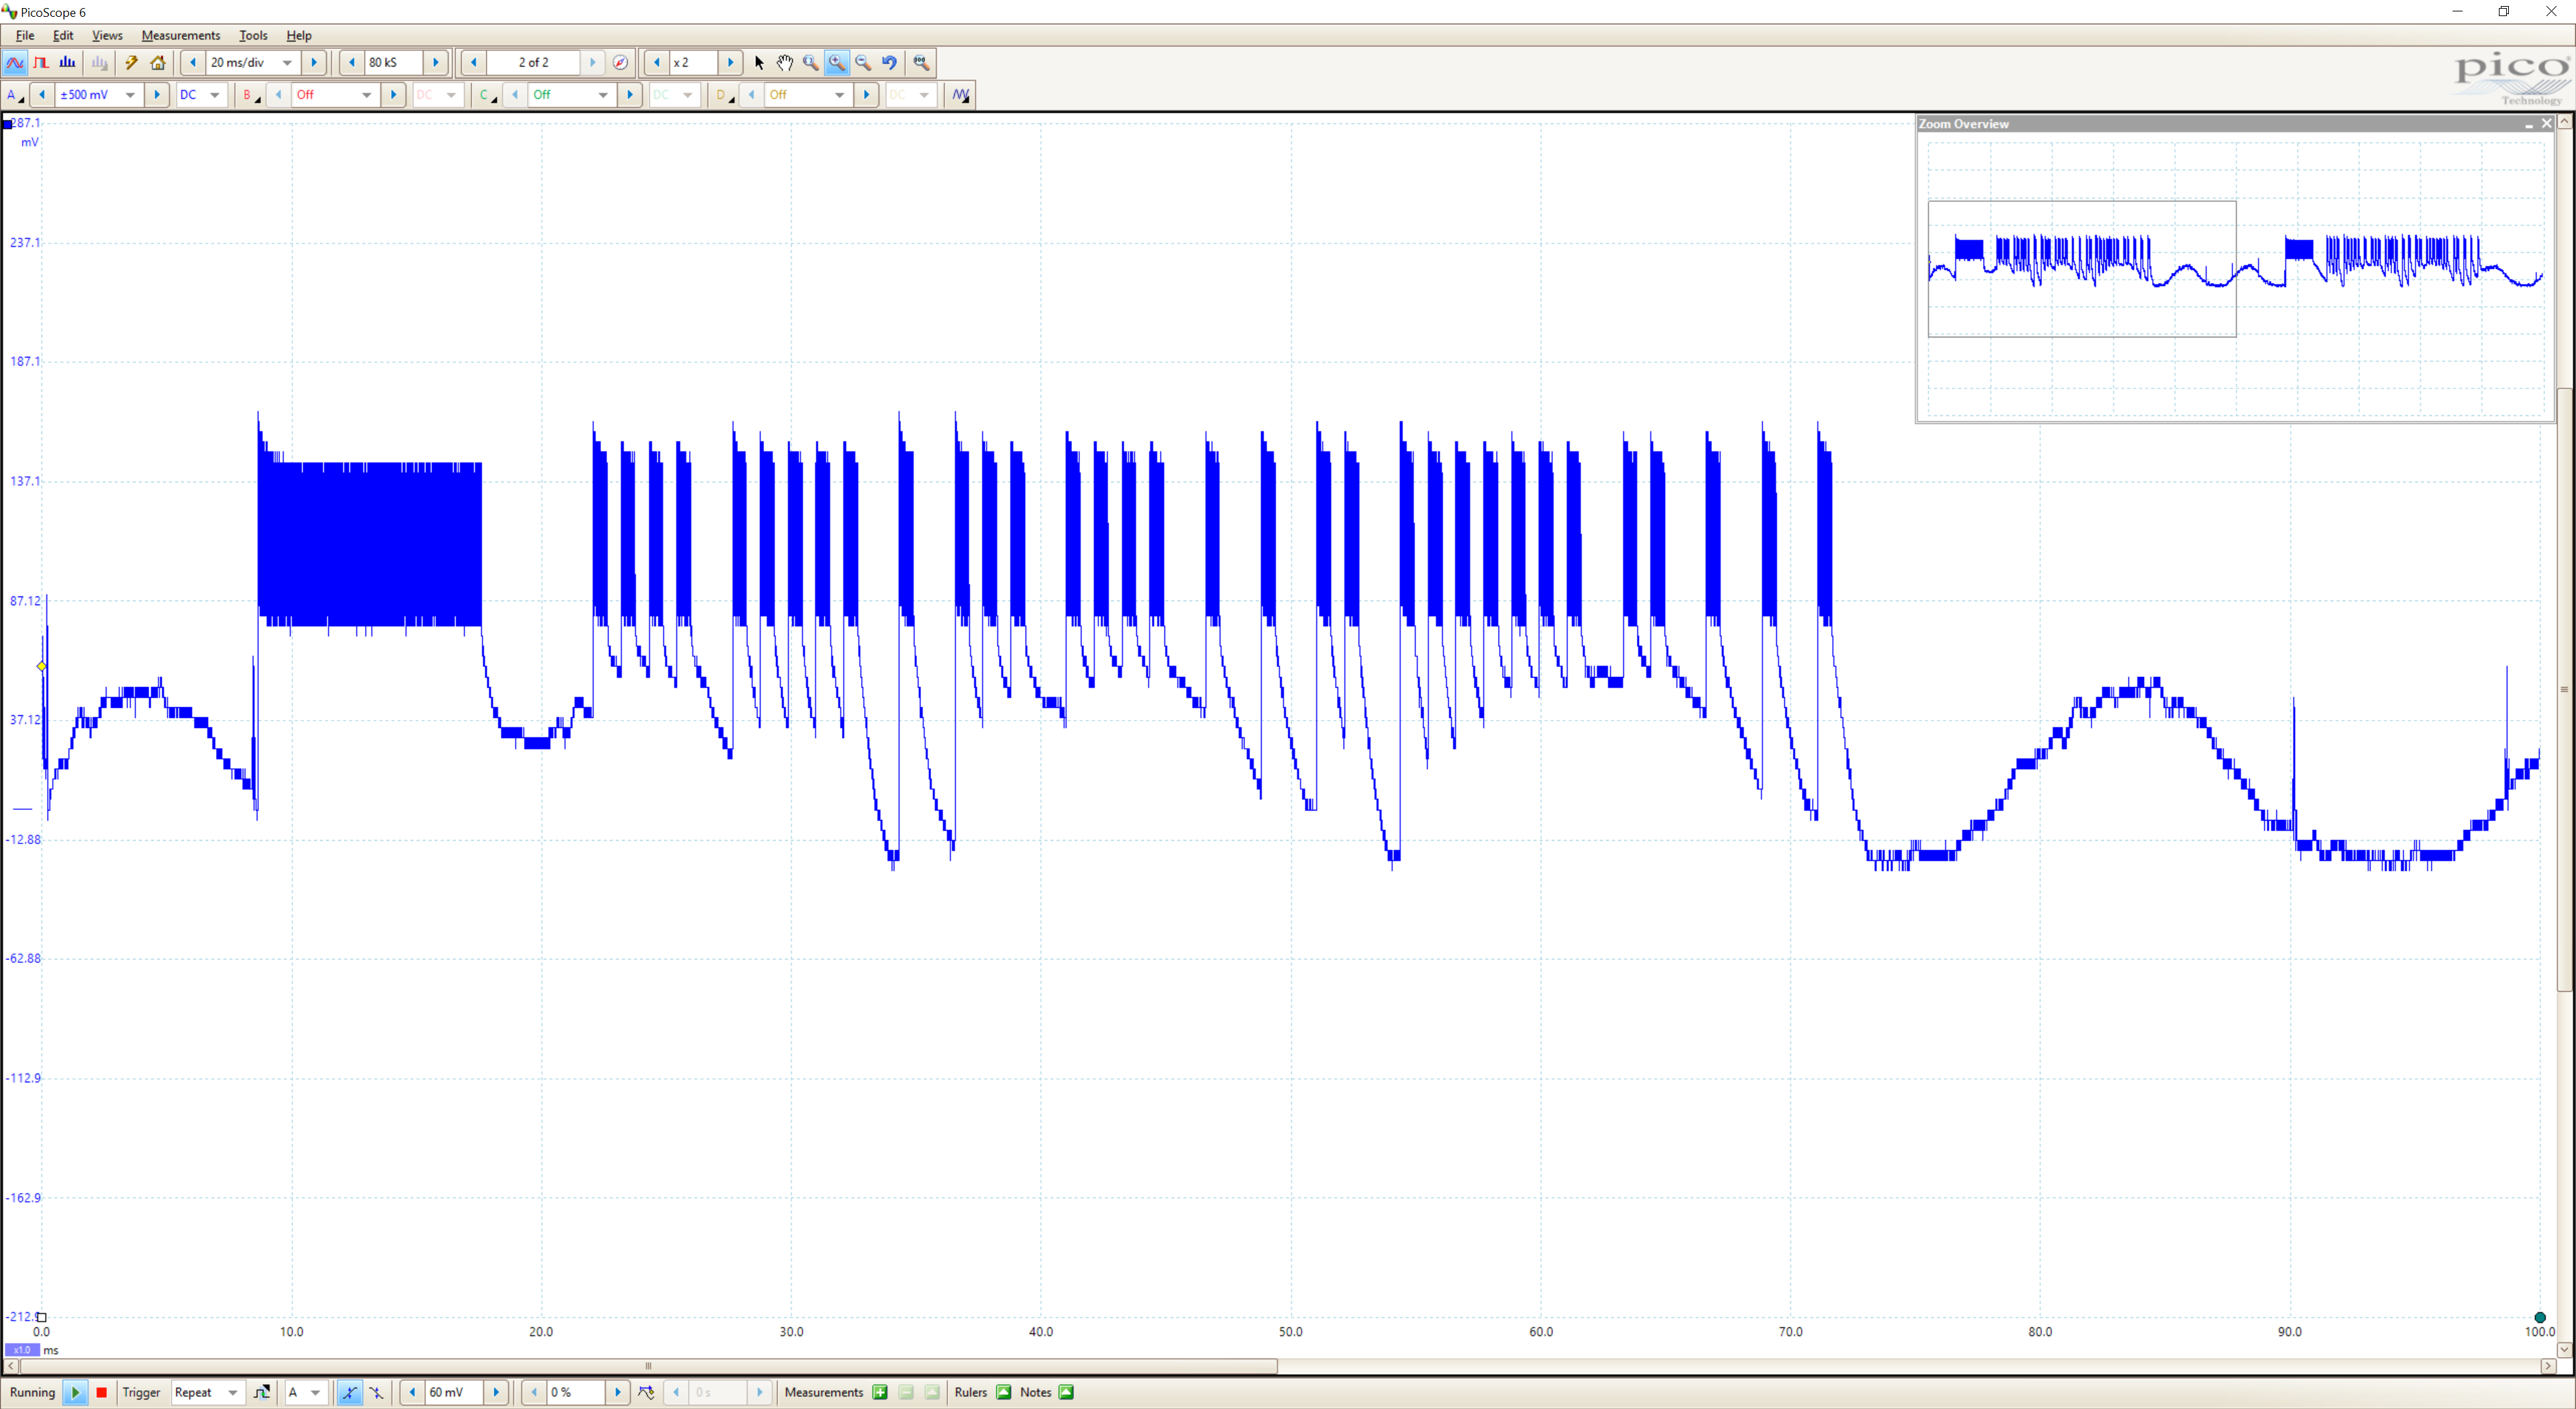 PicoScope 6
File Edit Views Measurements Tools Help
20 ms/div 80 kS 2 of 2 x 2
A ±500 mV DC B Off DC C Off DC D Off DC
pico
Technology
287.1
mV
237.1
187.1
137.1
87.12
37.12
-12.88
-62.88
-112.9
-162.9
-212.9
Zoom Overview
0.0 10.0 20.0 30.0 40.0 50.0 60.0 70.0 80.0 90.0 100.0
x1.0 ms
Running Trigger Repeat A 60 mV 0 % 0 s Measurements Rulers Notes